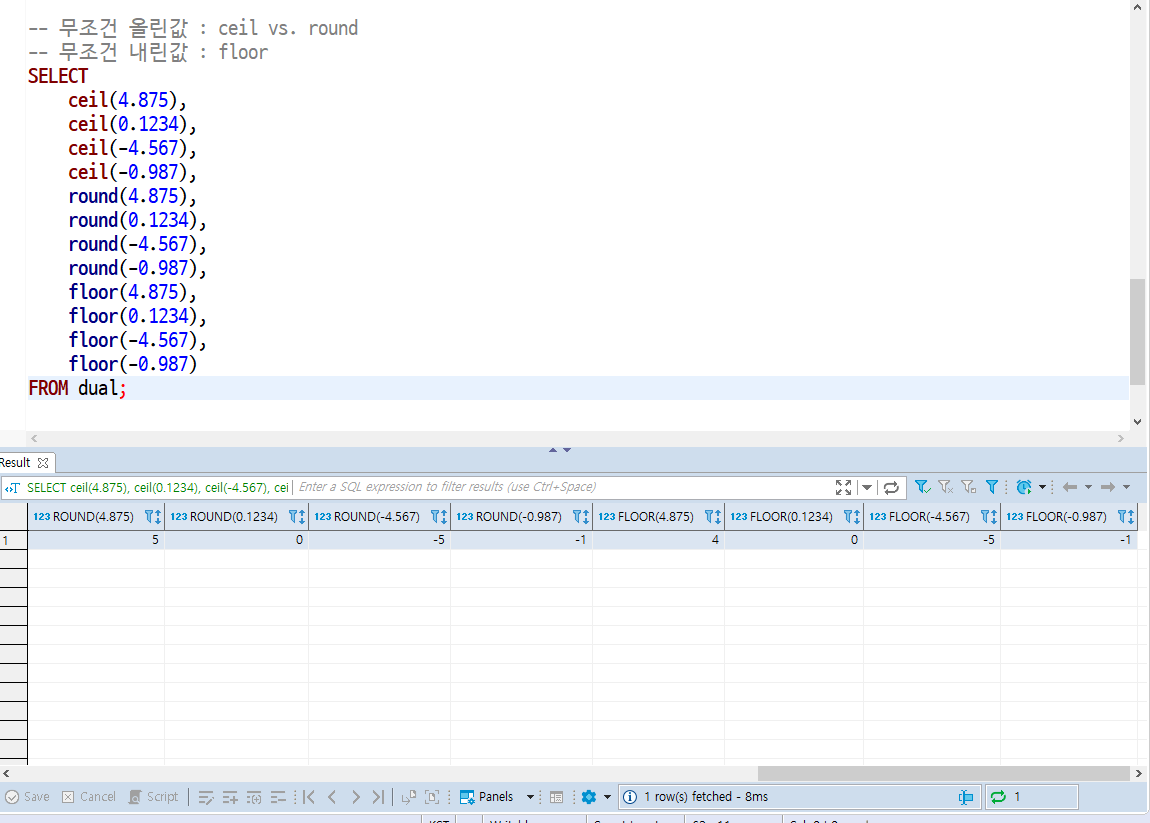 -- 무조건 올린값 : ceil vs. round
-- 무조건 내린값 : floor
SELECT
ceil(4.875),
ceil(0.1234),
ceil(-4.567),
ceil(-0.987),
round(4.875),
round(0.1234),
round(-4.567),
round(-0.987),
floor(4.875),
floor(0.1234),
floor(-4.567),
floor(-0.987)
FROM dual;
Result
SELECT ceil(4.875), ceil(0.1234), ceil(-4.567), cei Enter a SQL expression to filter results (use Ctrl+Space)
123 ROUND(4.875) 123 ROUND(0.1234) 123 ROUND(-4.567) 123 ROUND(-0.987) 123 FLOOR(4.875) 123 FLOOR(0.1234) 123 FLOOR(-4.567) 123 FLOOR(-0.987)
1 5 0 -5 -1 4 0 -5 -1
Save Cancel Script Panels 1 row(s) fetched - 8ms 1